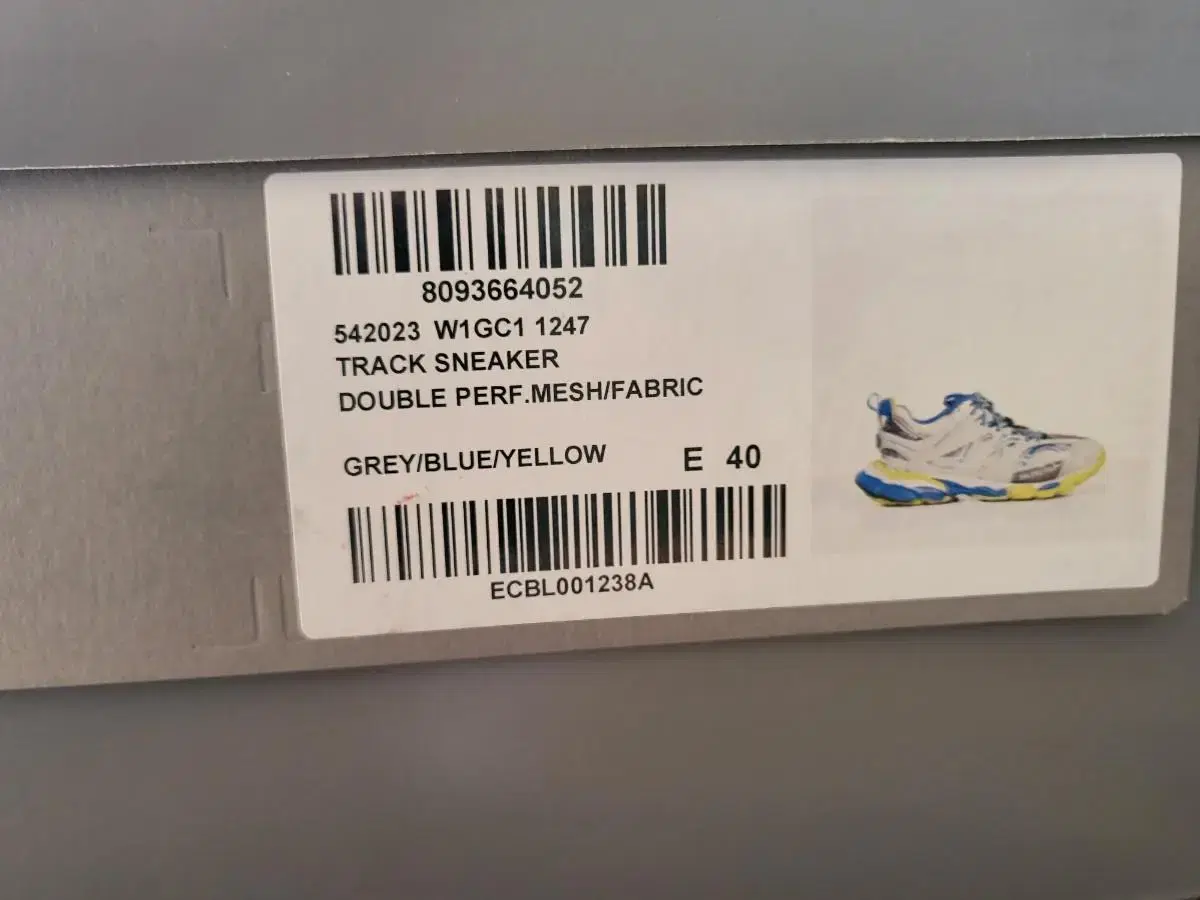 8093664052
542023 W1GC1 1247
TRACK SNEAKER
DOUBLE PERF.MESH/FABRIC
GREY/BLUE/YELLOW E 40
ECBL001238A